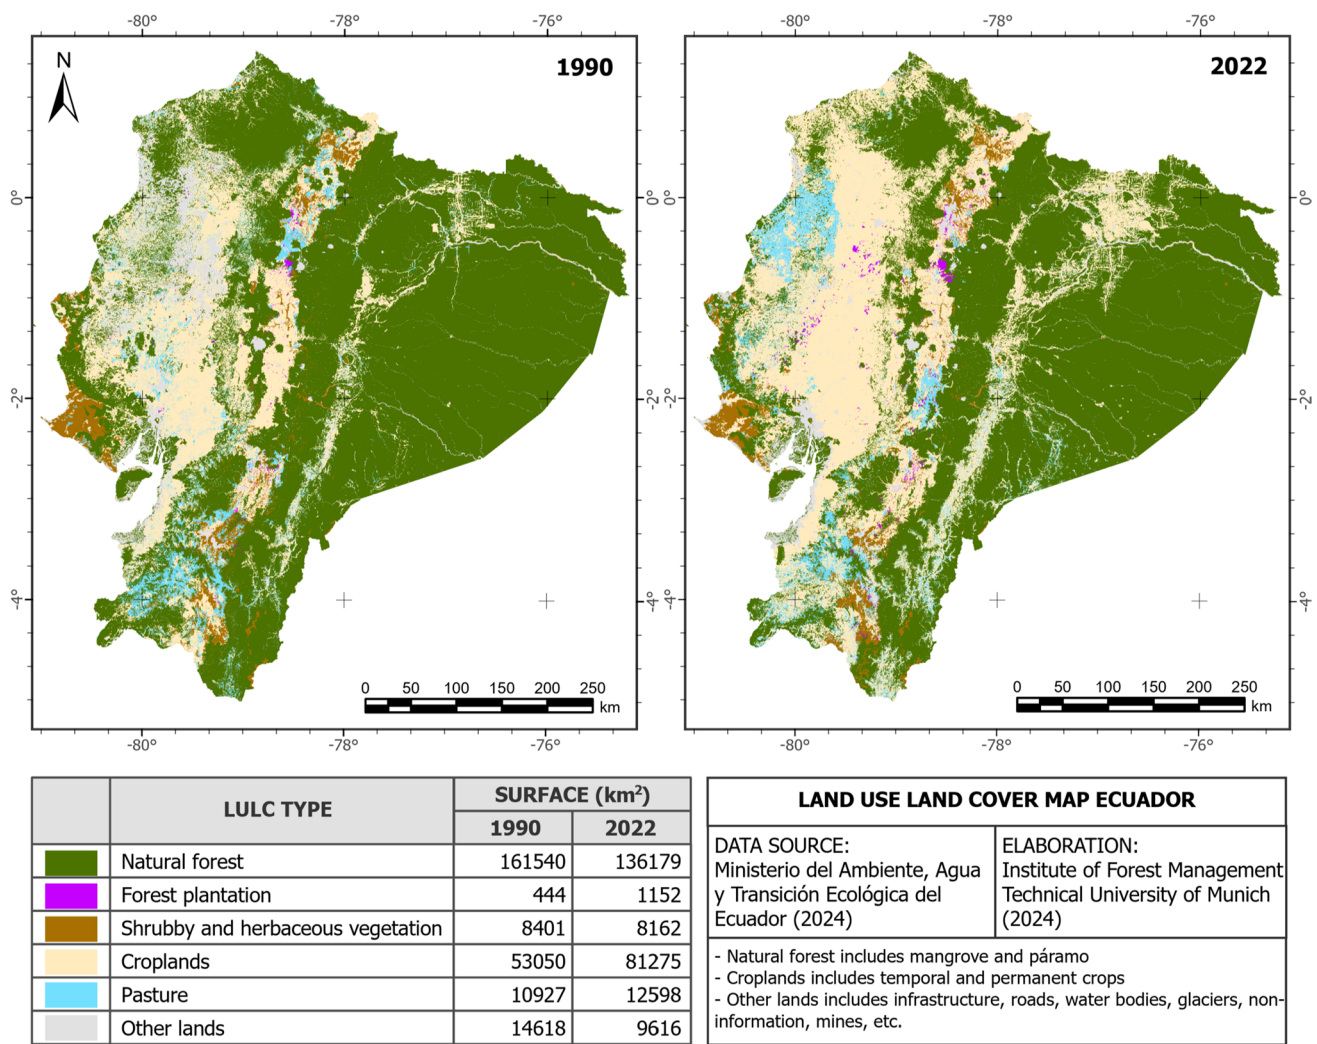 -80° -78° -76° -80° -78° -76°
N
1990
2022
0° 0° 0° 0°
-2° -2° -2° -2°
-4° -4° -4° -4°
0 50 100 150 200 250
km
0 50 100 150 200 250
km
-80° -78° -76° -80° -78° -76°
LULC TYPE
SURFACE (km²)
1990 2022
Natural forest 161540 136179
Forest plantation 444 1152
Shrubby and herbaceous vegetation 8401 8162
Croplands 53050 81275
Pasture 10927 12598
Other lands 14618 9616
LAND USE LAND COVER MAP ECUADOR
DATA SOURCE:
Ministerio del Ambiente, Agua
y Transición Ecológica del
Ecuador (2024)
ELABORATION:
Institute of Forest Management
Technical University of Munich
(2024)
- Natural forest includes mangrove and páramo
- Croplands includes temporal and permanent crops
- Other lands includes infrastructure, roads, water bodies, glaciers, non-
information, mines, etc.